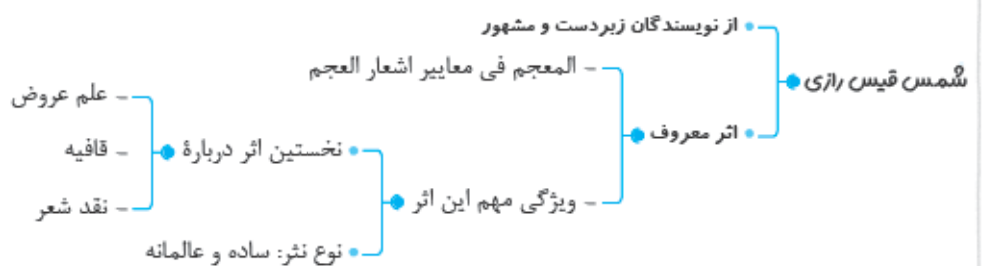 شمس قیس رازی
از نویسندگان زبردست و مشهور
اثر معروف
المعجم فی معاییر اشعار العجم
ویژگی مهم این اثر
نخستین اثر دربارهٔ
علم عروض
قافیه
نقد شعر
نوع نثر: ساده و عالمانه